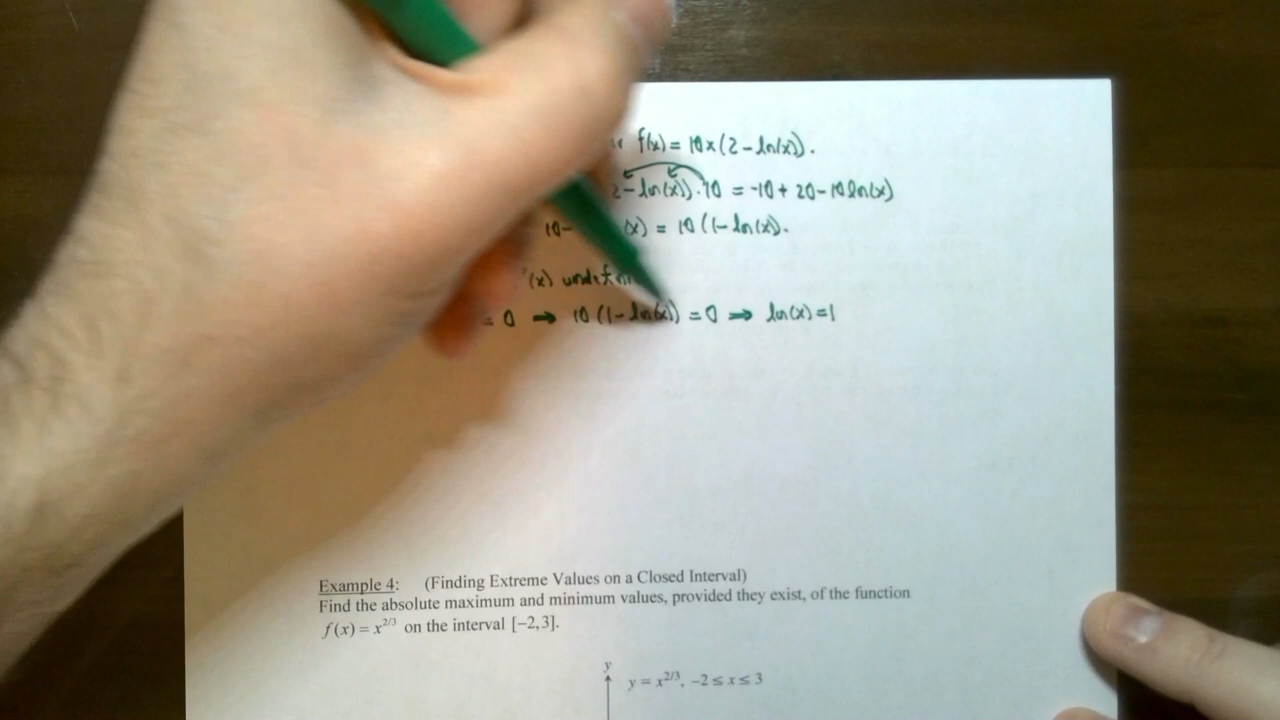 f(x) = 10x(2 - ln(x)).
2 - ln(x)) · 10 = -10 + 20 - 10 ln(x)
10 - (x) = 10 (1 - ln(x).
(x) undefin
= 0 → 10 (1 - ln(x)) = 0 → ln(x) = 1
Example 4: (Finding Extreme Values on a Closed Interval)
Find the absolute maximum and minimum values, provided they exist, of the function
f(x) = x^{2/3} on the interval [−2,3].
y
y = x^{2/3}, −2 ≤ x ≤ 3